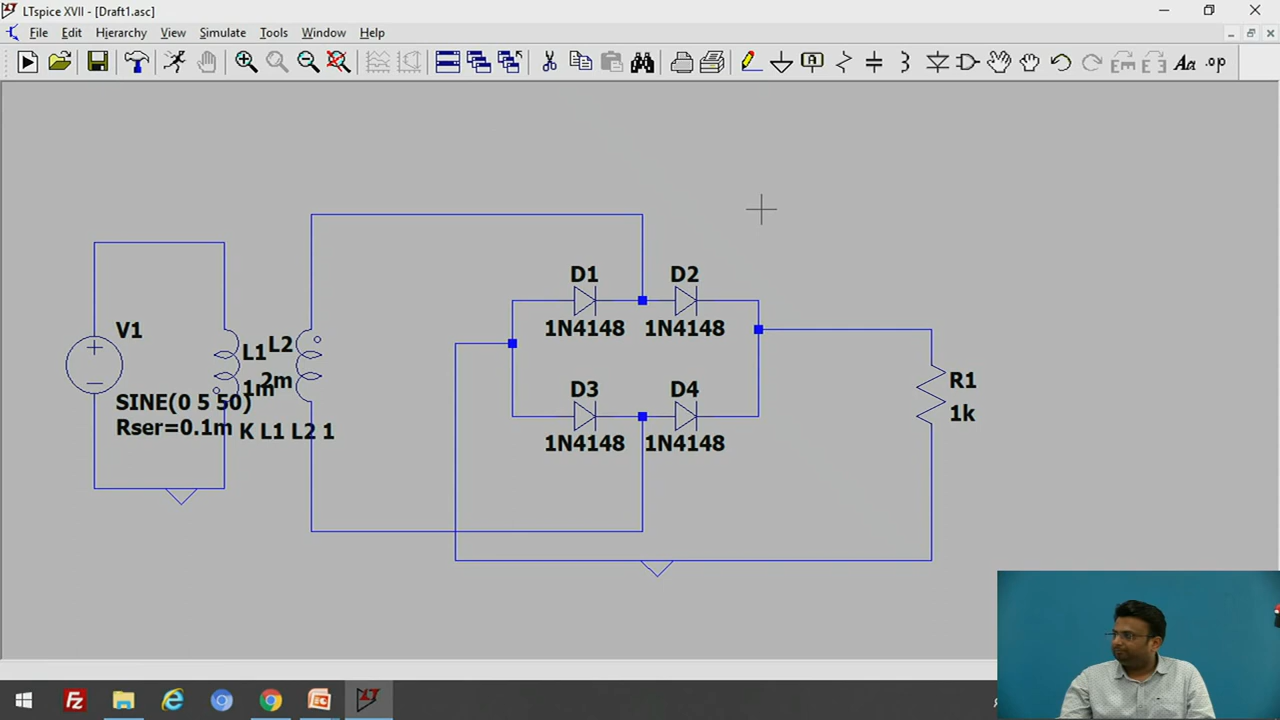 LTspice XVII - [Draft1.asc]
File Edit Hierarchy View Simulate Tools Window Help
Aa .op
D1 D2
1N4148 1N4148
V1
L1 L2
1m 2m
SINE(0 5 50)
Rser=0.1m K L1 L2 1
D3 D4
1N4148 1N4148
R1
1k